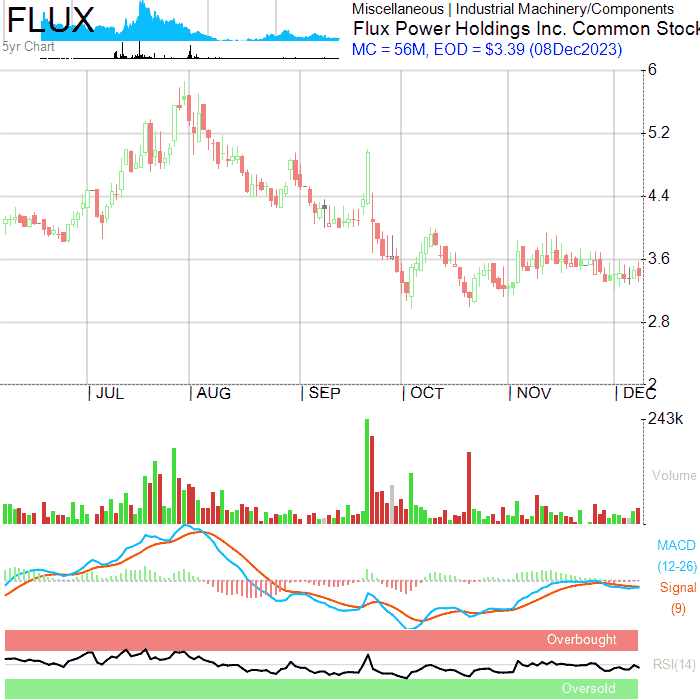 FLUX
5yr Chart
Miscellaneous | Industrial Machinery/Components
Flux Power Holdings Inc. Common Stock
MC = 56M, EOD = $3.39 (08Dec2023)
6
5.2
4.4
3.6
2.8
2
JUL AUG SEP OCT NOV DEC
243k
Volume
MACD
(12-26)
Signal
(9)
Overbought
RSI(14)
Oversold